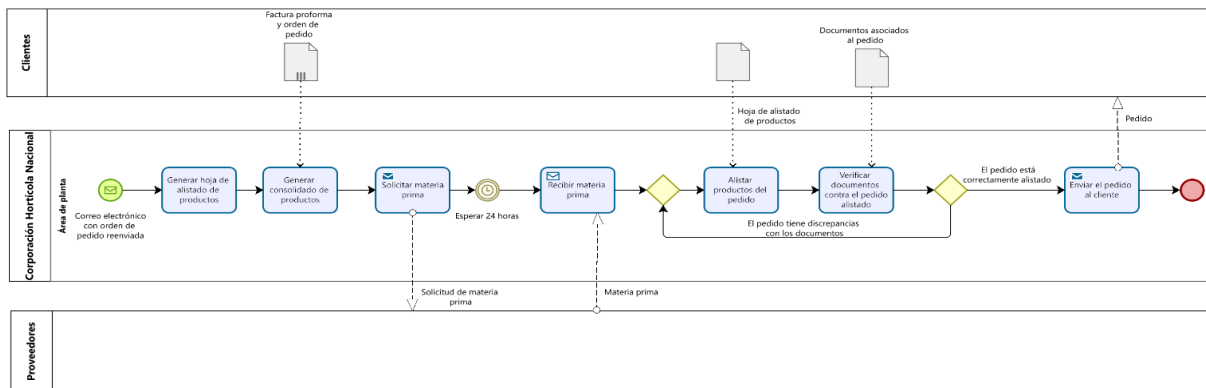 Clientes
Factura proforma
y orden de
pedido
Hoja de alistado
de productos
Documentos asociados
al pedido
Pedido
Corporación Hortícola Nacional
Área de planta
Correo electrónico
con orden de
pedido reenviada
Generar hoja de
alistado de
productos
Generar
consolidado de
productos
Solicitar materia
prima
Esperar 24 horas
Recibir materia
prima
Alistar
productos del
pedido
Verificar
documentos
contra el pedido
alistado
El pedido tiene discrepancias
con los documentos
El pedido está
correctamente alistado
Enviar el pedido
al cliente
Solicitud de materia
prima
Materia prima
Proveedores